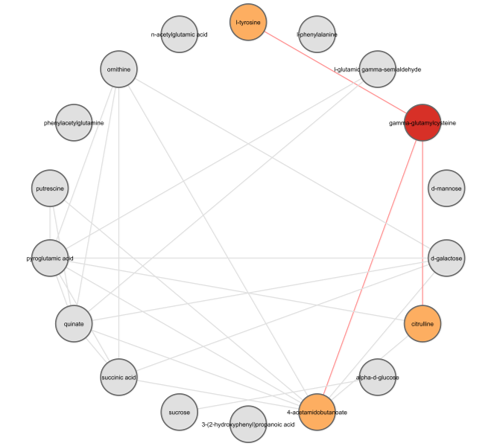 l-tyrosine
n-acetylglutamic acid
l-phenylalanine
ornithine
l-glutamic gamma-semialdehyde
phenylacetylglutamine
gamma-glutamylcysteine
putrescine
d-mannose
pyroglutamic acid
d-galactose
quinate
citrulline
succinic acid
alpha-d-glucose
sucrose
4-acetamidobutanoate
3-(2-hydroxyphenyl)propanoic acid